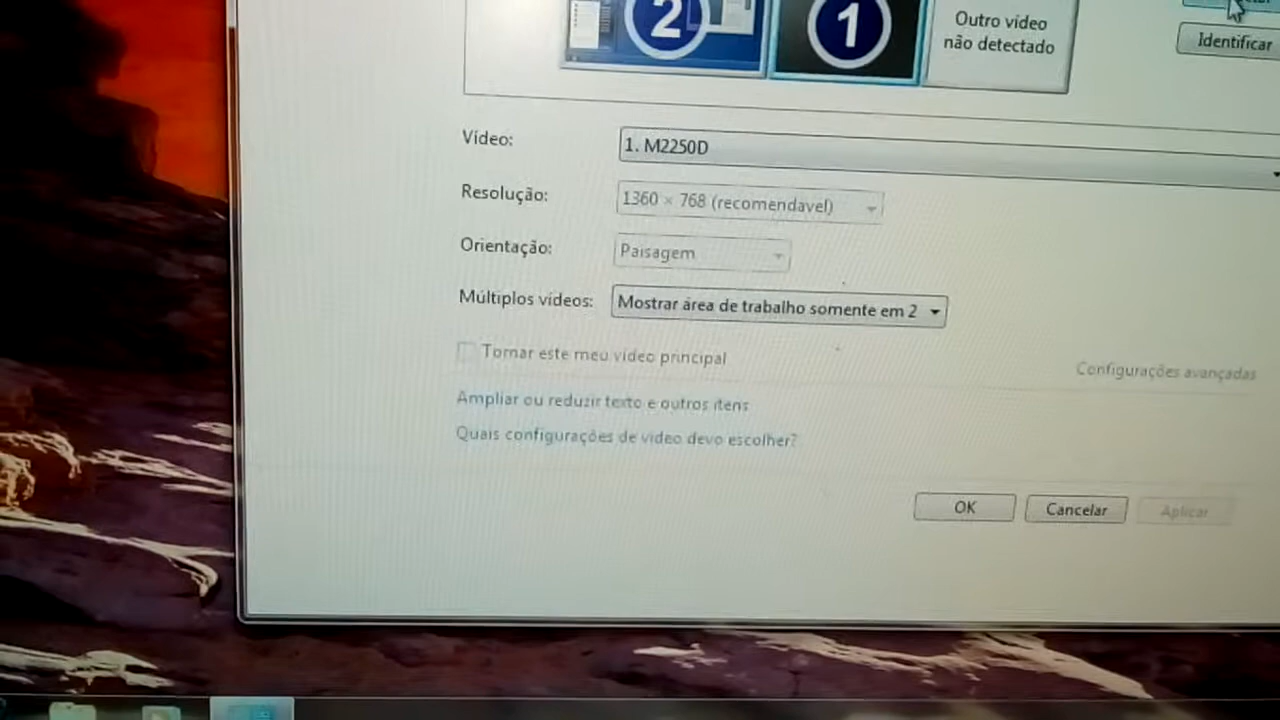 2
1
Outro vídeo
não detectado
Identificar
Vídeo:
1. M2250D
Resolução:
1360 × 768 (recomendavel)
Orientação:
Paisagem
Múltiplos vídeos:
Mostrar área de trabalho somente em 2
Tornar este meu vídeo principal
Configurações avançadas
Ampliar ou reduzir texto e outros itens
Quais configurações de vídeo devo escolher?
OK
Cancelar
Aplicar